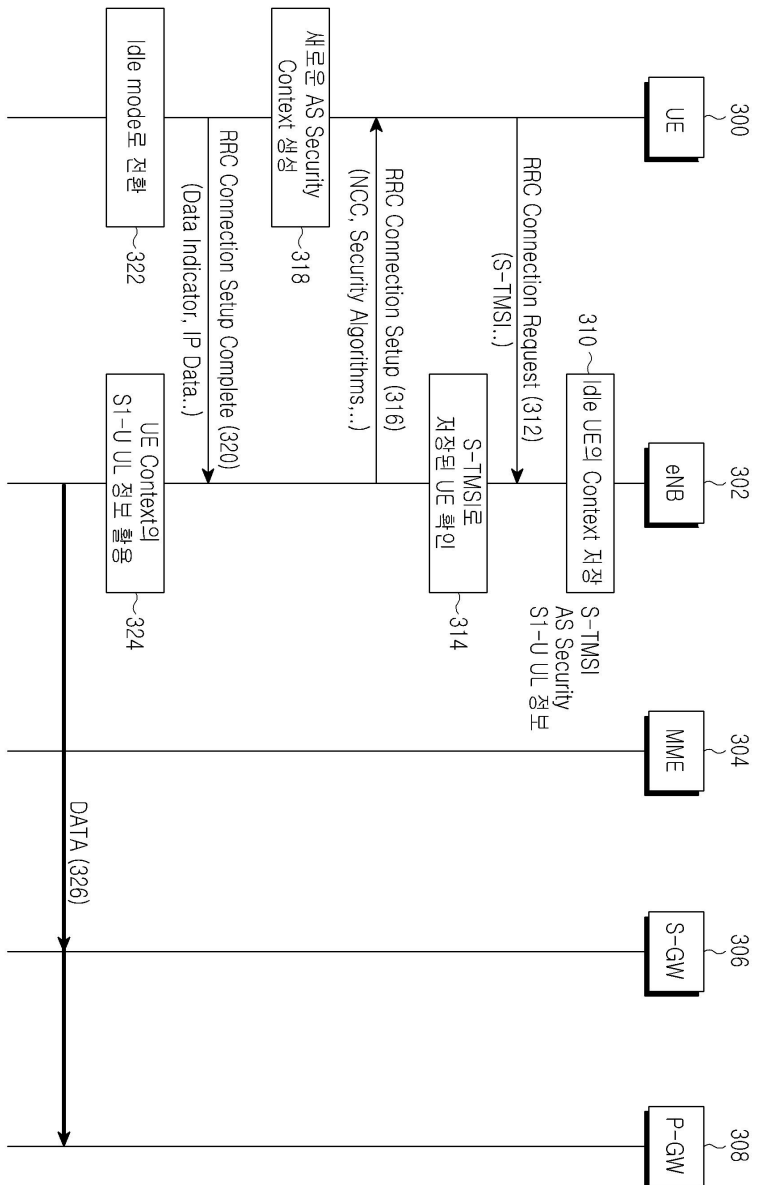 300
302
304
306
308
UE
eNB
MME
S-GW
P-GW
310
Idle UE의 Context 저장
S-TMSI
AS Security
S1-U UL 정보
RRC Connection Request (312)
(S-TMSI..)
S-TMSI로
저장된 UE 확인
314
RRC Connection Setup (316)
(NCC, Security Algorithms,...)
새로운 AS Security
Context 생성
318
RRC Connection Setup Complete (320)
(Data Indicator, IP Data..)
Idle mode로 전환
322
UE Context의
S1-U UL 정보 활용
324
DATA (326)